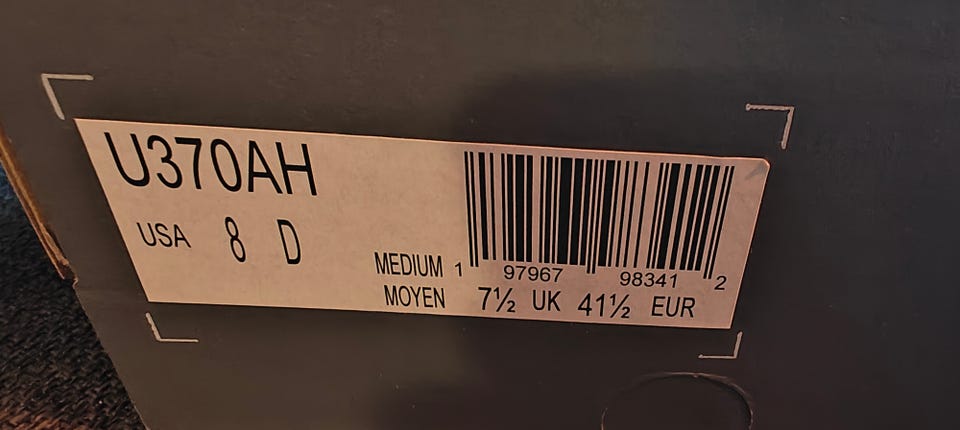 U370AH
USA 8 D
MEDIUM
MOYEN
1 97967 98341 2
7½ UK 41½ EUR